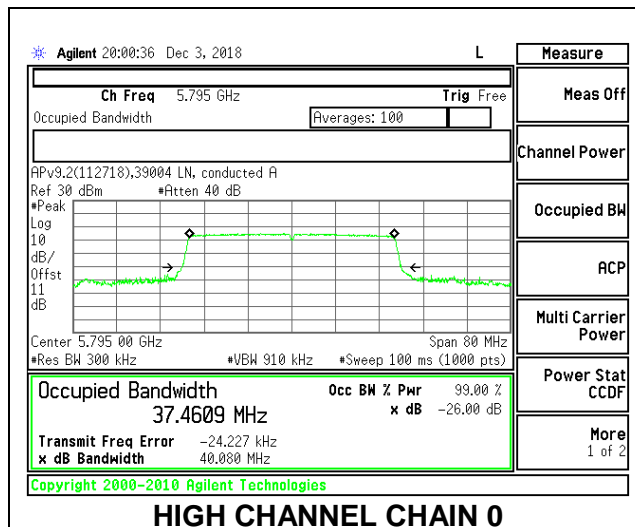 Agilent 20:00:36 Dec 3, 2018 L
Measure
Ch Freq 5.795 GHz Trig Free
Occupied Bandwidth Averages: 100
APv9.2(112718),39004 LN, conducted A
Ref 30 dBm #Atten 40 dB
#Peak
Log
10
dB/
Offst
11
dB
Center 5.795 00 GHz Span 80 MHz
#Res BW 300 kHz #VBW 910 kHz #Sweep 100 ms (1000 pts)
Occupied Bandwidth Occ BW % Pwr 99.00 %
37.4609 MHz x dB -26.00 dB
Transmit Freq Error -24.227 kHz
x dB Bandwidth 40.080 MHz
Meas Off
Channel Power
Occupied BW
ACP
Multi Carrier
Power
Power Stat
CCDF
More
1 of 2
Copyright 2000-2010 Agilent Technologies
HIGH CHANNEL CHAIN 0